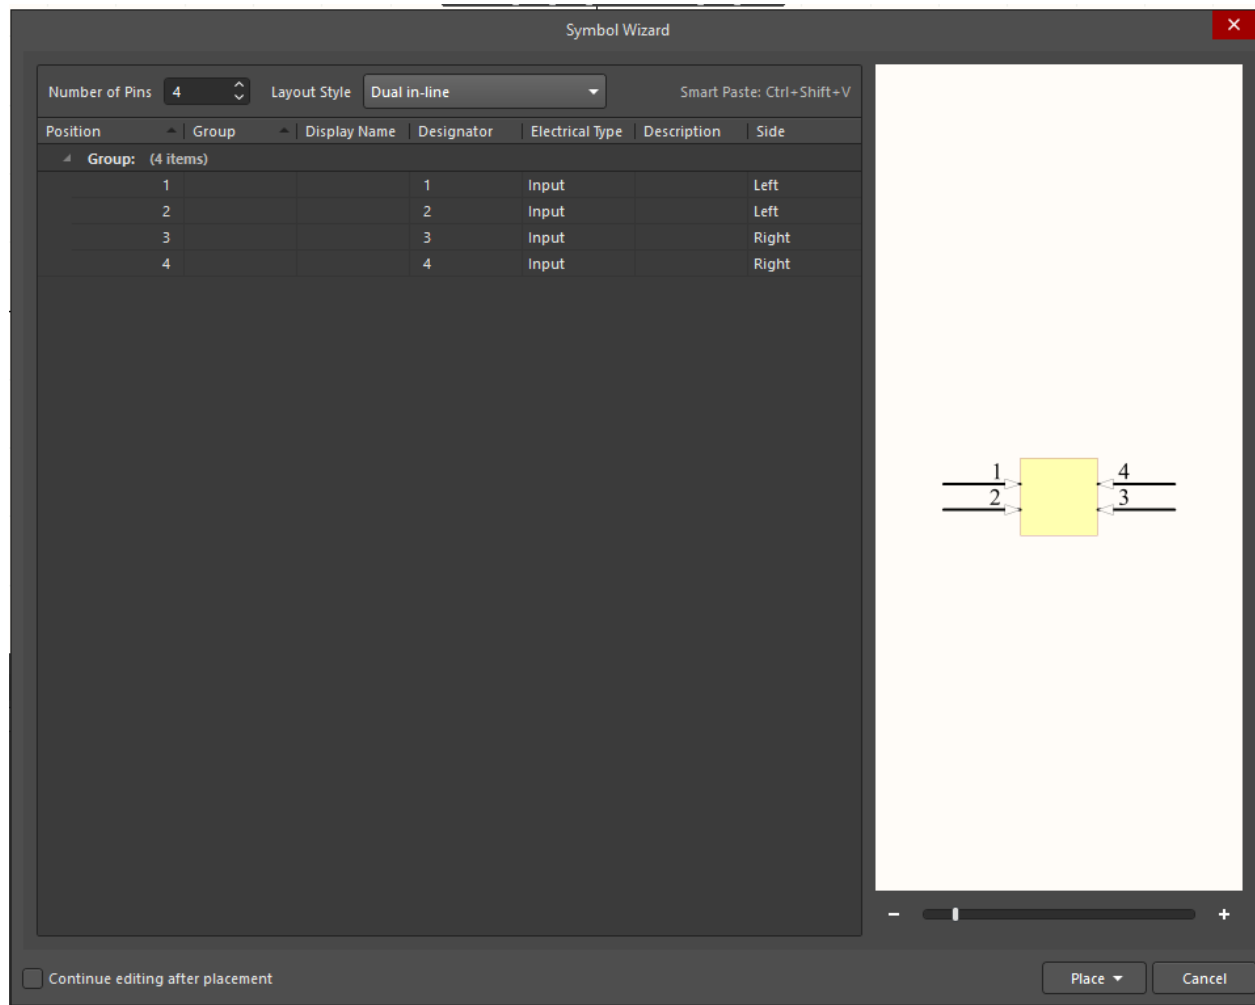 Symbol Wizard
Number of Pins 4 Layout Style Dual in-line Smart Paste: Ctrl+Shift+V
Position Group Display Name Designator Electrical Type Description Side
Group: (4 items)
1 1 Input Left
2 2 Input Left
3 3 Input Right
4 4 Input Right
1 4
2 3
Continue editing after placement Place Cancel